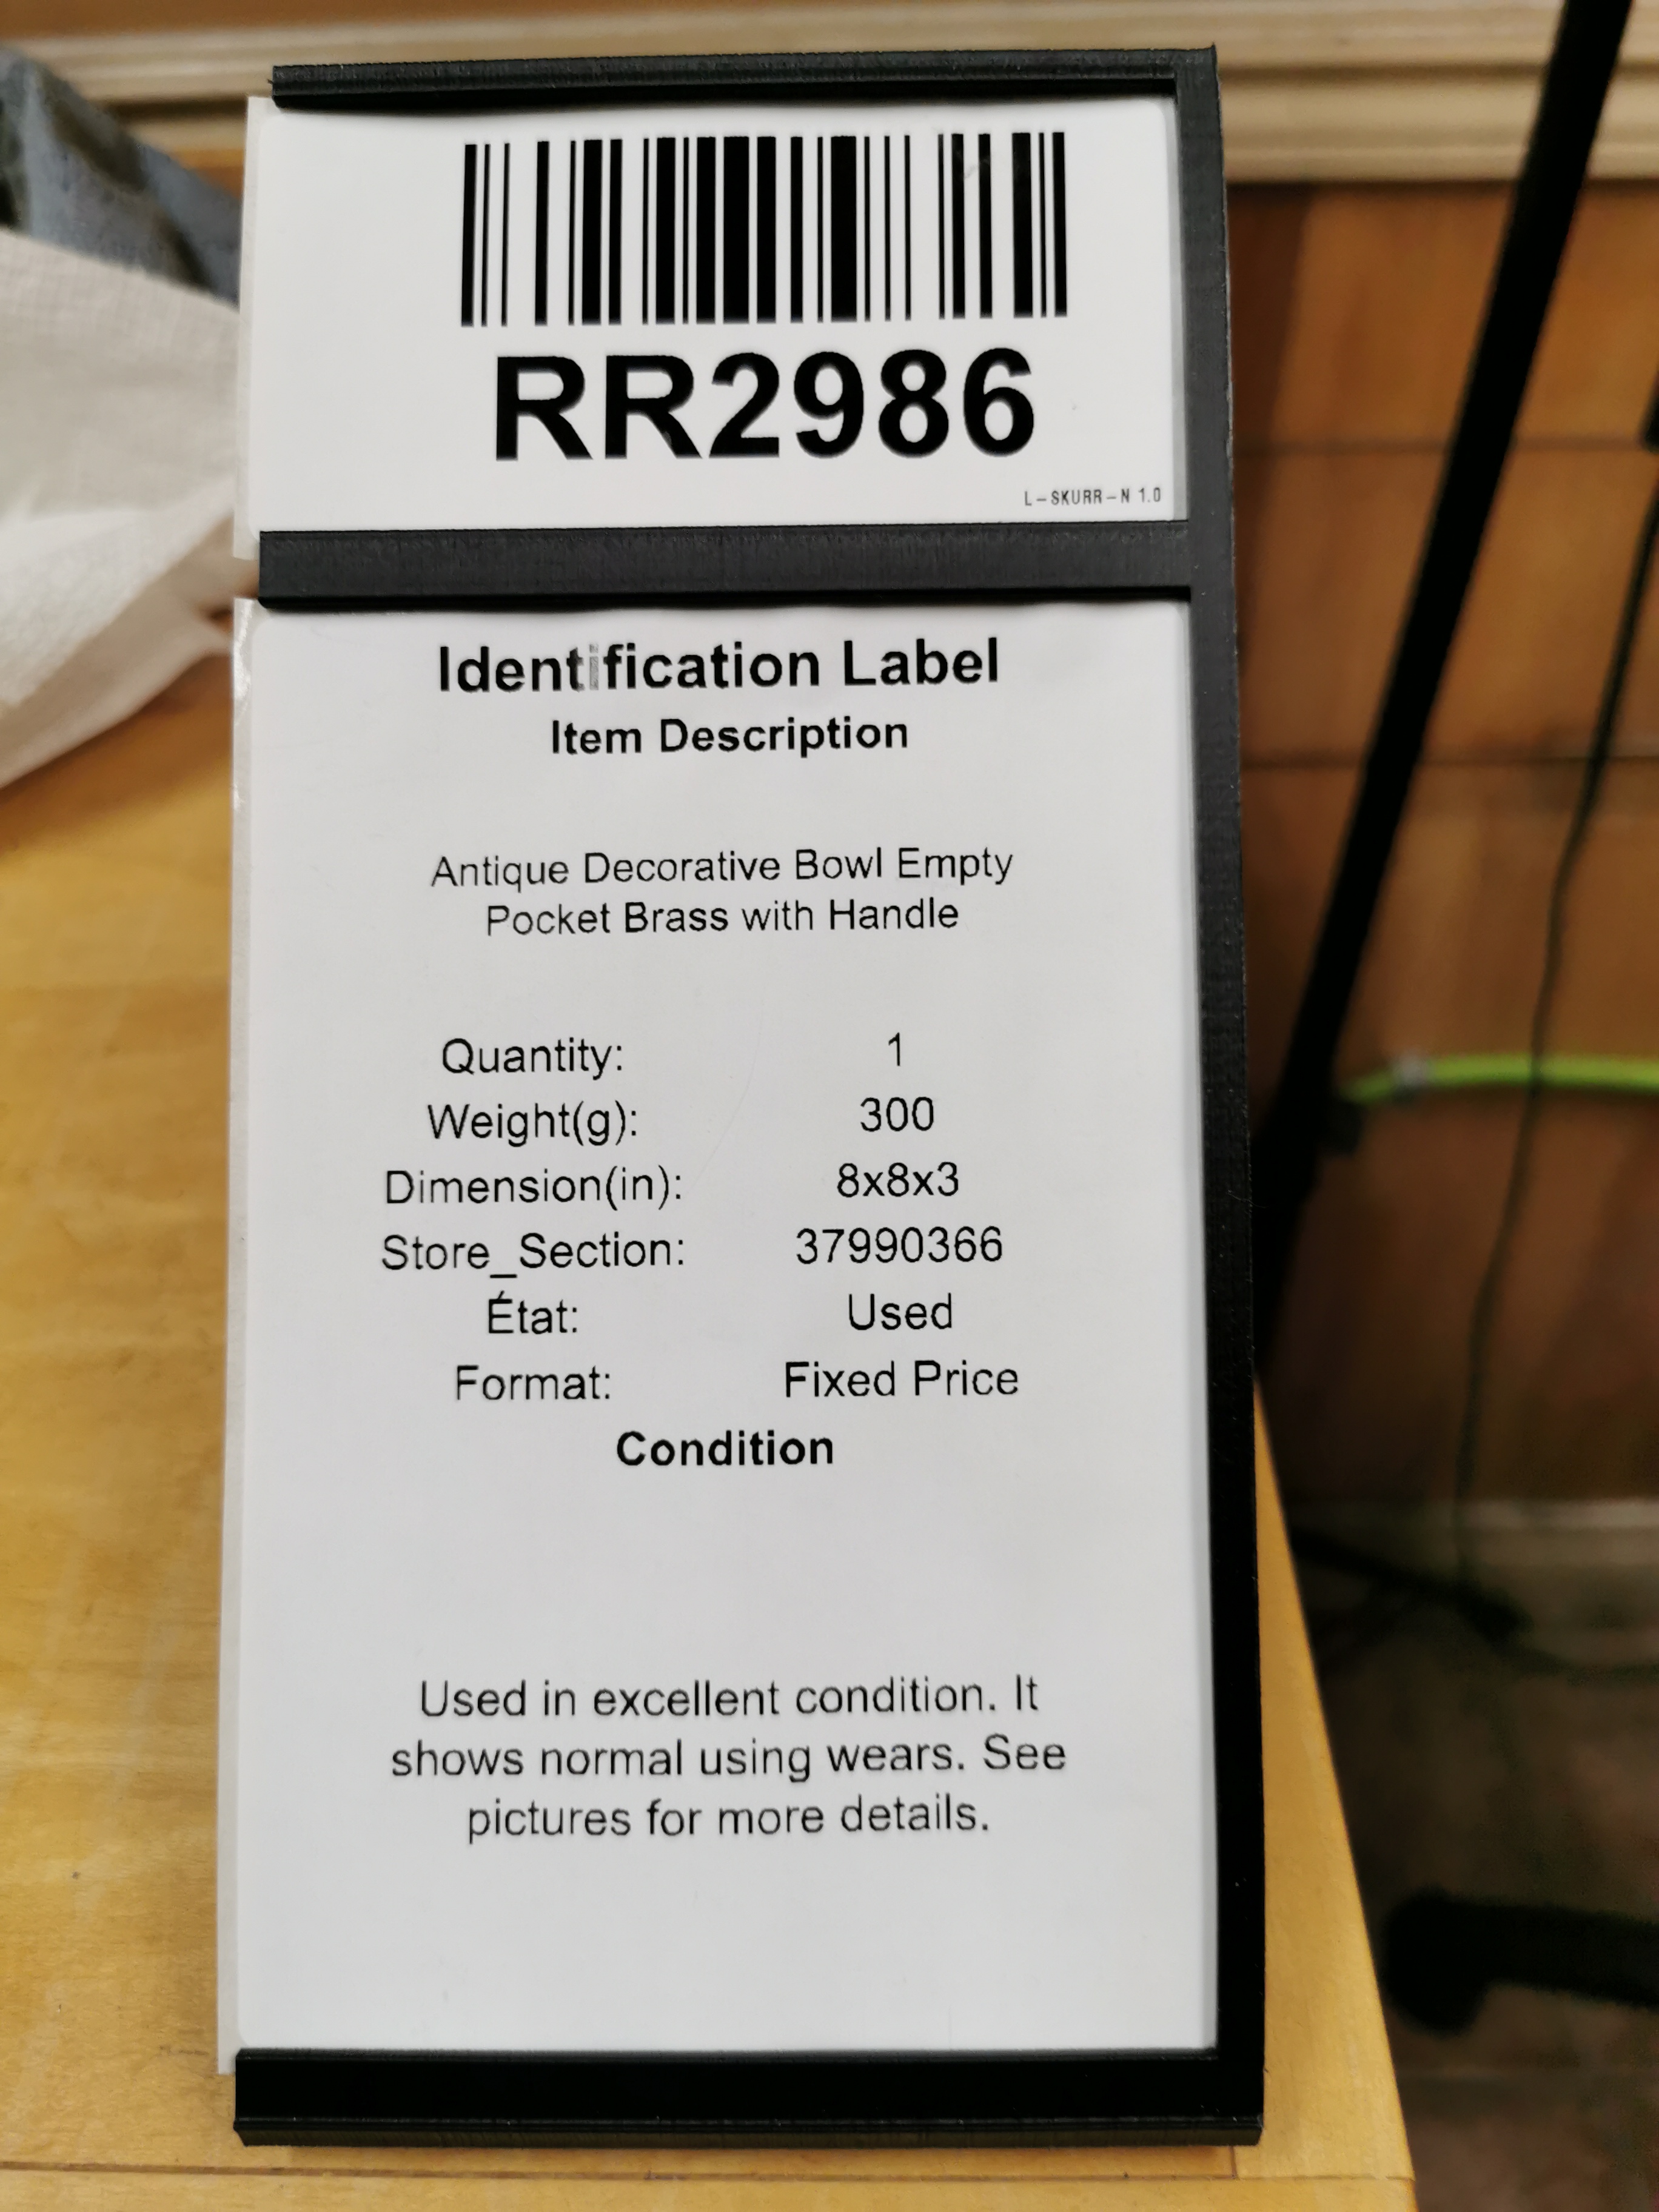 RR2986
L-SKURR-N 1.0
Identification Label
Item Description
Antique Decorative Bowl Empty
Pocket Brass with Handle
Quantity: 1
Weight(g): 300
Dimension(in): 8x8x3
Store_Section: 37990366
État: Used
Format: Fixed Price
Condition
Used in excellent condition. It
shows normal using wears. See
pictures for more details.